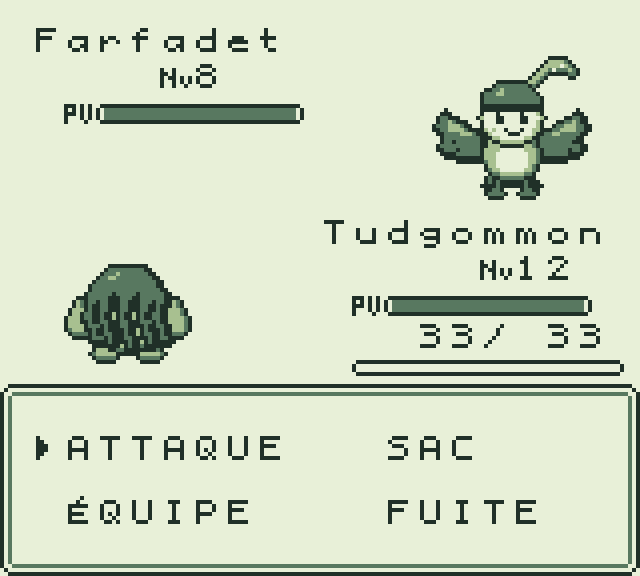 Farfadet
Nv8
PV
Tudgommon
Nv12
PV
33/ 33
ATTAQUE SAC
ÉQUIPE FUITE